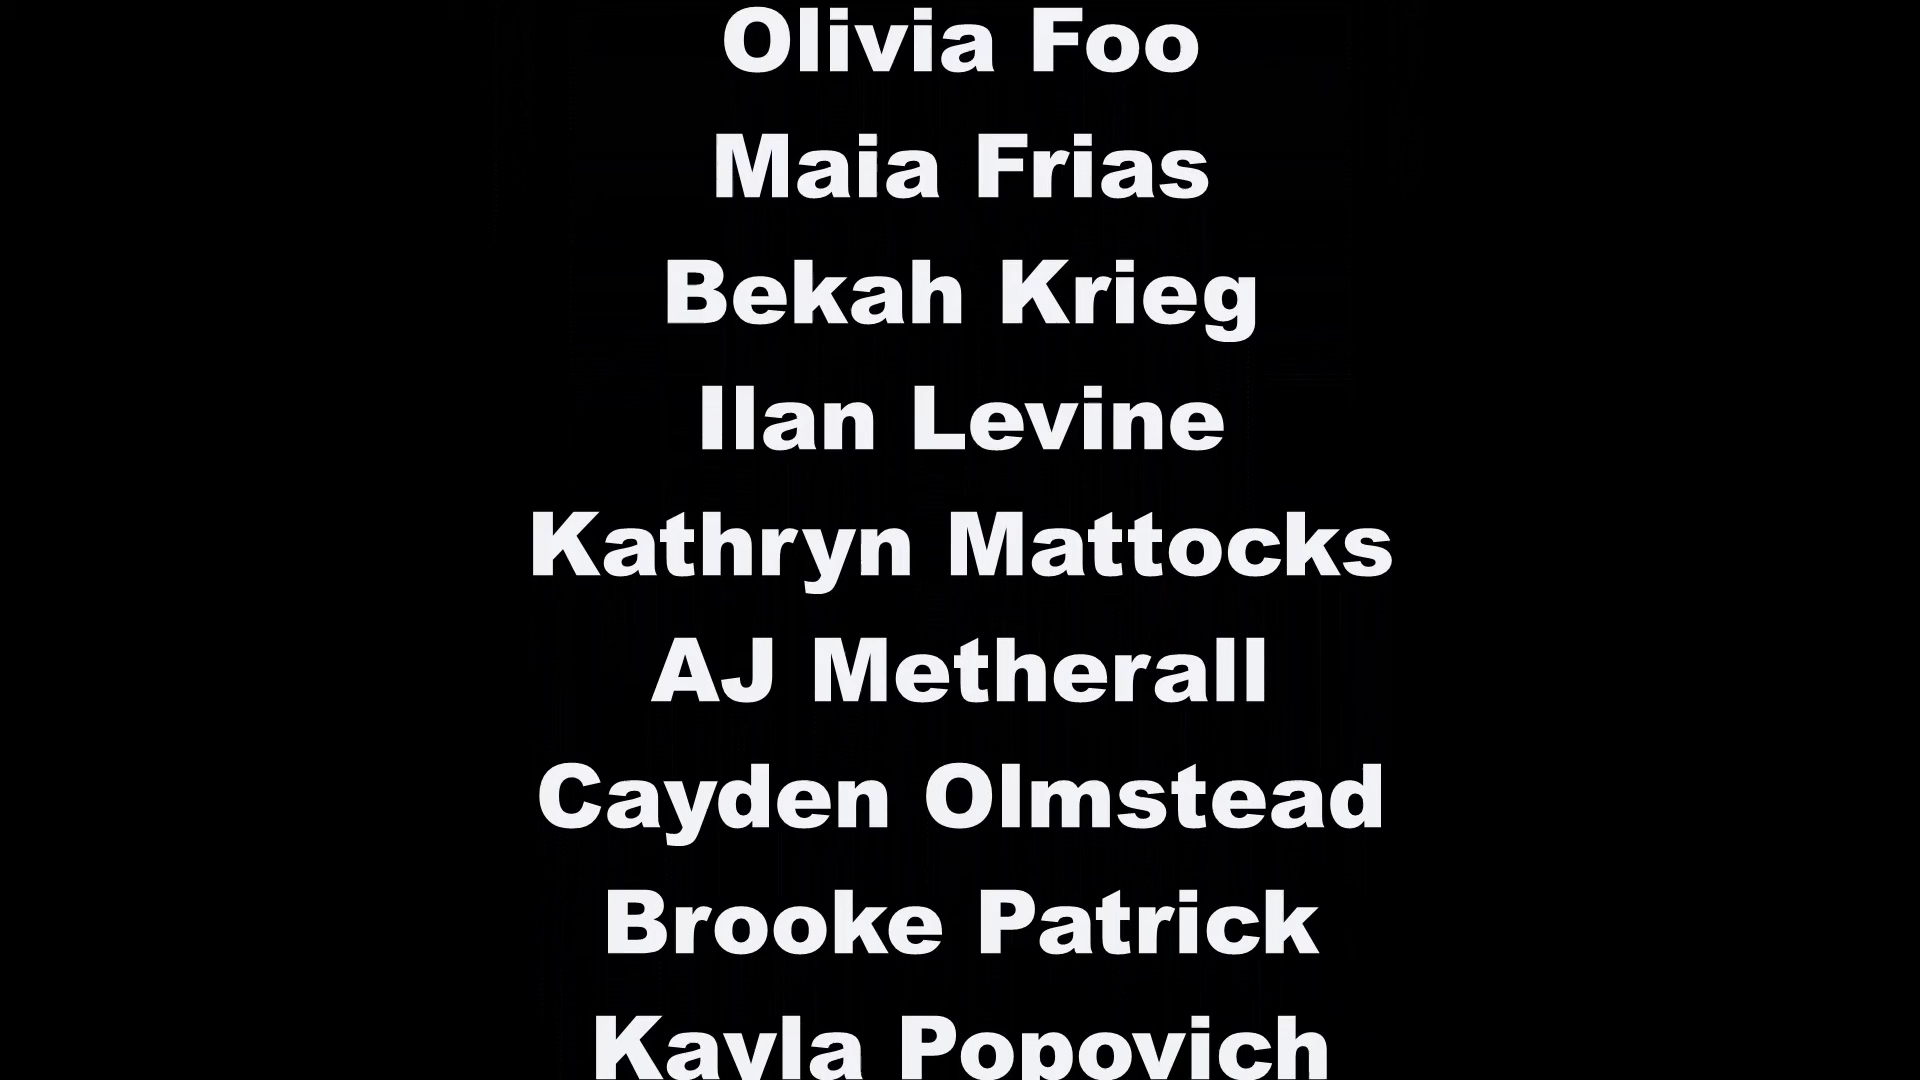 Olivia Foo
Maia Frias
Bekah Krieg
Ilan Levine
Kathryn Mattocks
AJ Metherall
Cayden Olmstead
Brooke Patrick
Kayla Popovich